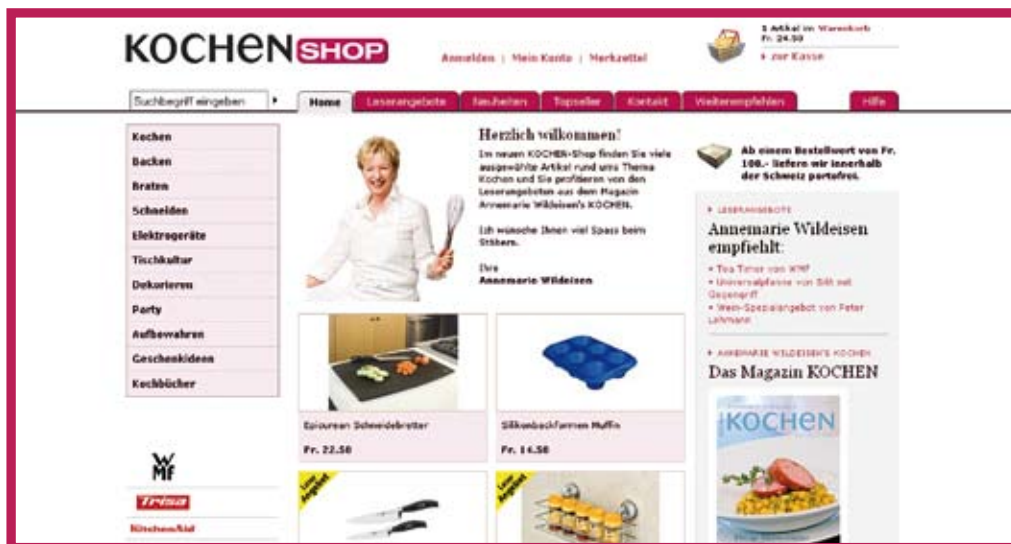 KOCHEN SHOP
Anmelden | Mein Konto | Merkzettel
1 Artikel im Warenkorb
Fr. 24.50
zur Kasse
Suchbegriff eingeben
Home
Leserangebote
Neuheiten
Topseller
Kontakt
Weiterempfehlen
Hilfe
Kochen
Backen
Braten
Schneiden
Elektrogeräte
Tischkultur
Dekorieren
Party
Aufbewahren
Geschenkideen
Kochbücher
WMF
Trisa
KitchenAid
Herzlich willkommen!
Im neuen KOCHEN-Shop finden Sie viele
ausgewählte Artikel rund ums Thema
Kochen und Sie profitieren von den
Leserangeboten aus dem Magazin
Annemarie Wildeisen's KOCHEN.
Ich wünsche Ihnen viel Spass beim
Stöbern.
Ihre
Annemarie Wildeisen
Epicurean Schneidebretter
Fr. 22.50
Silikonbackformen Muffin
Fr. 14.50
Leser
Angebot
Leser
Angebot
Ab einem Bestellwert von Fr.
100.- liefern wir innerhalb
der Schweiz portofrei.
LESERANGEBOTE
Annemarie Wildeisen
empfiehlt:
• Tea Timer von WMF
• Universalpfanne von Silit mit
Gegengriff
• Wein-Spezialangebot von Peter
Lehmann
ANNEMARIE WILDEISEN'S KOCHEN
Das Magazin KOCHEN
KOCHEN